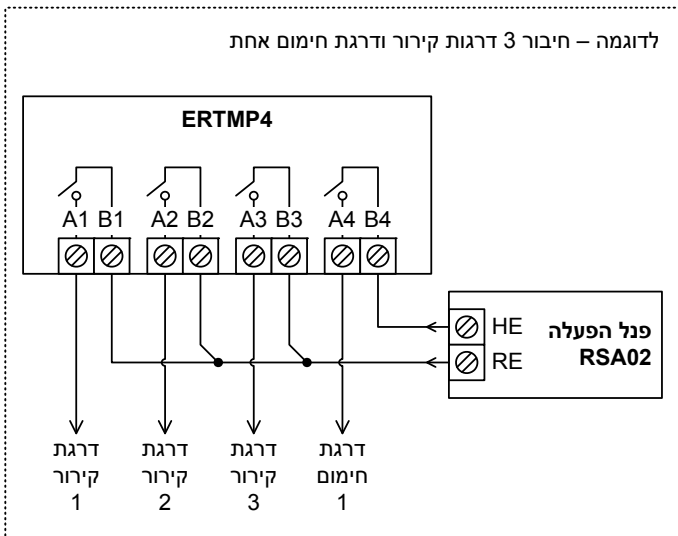 לדוגמה – חיבור 3 דרגות קירור ודרגת חימום אחת
ERTMP4
A1 B1 A2 B2 A3 B3 A4 B4
HE
RE
פנל הפעלה
RSA02
דרגת
קירור
1
דרגת
קירור
2
דרגת
קירור
3
דרגת
חימום
1